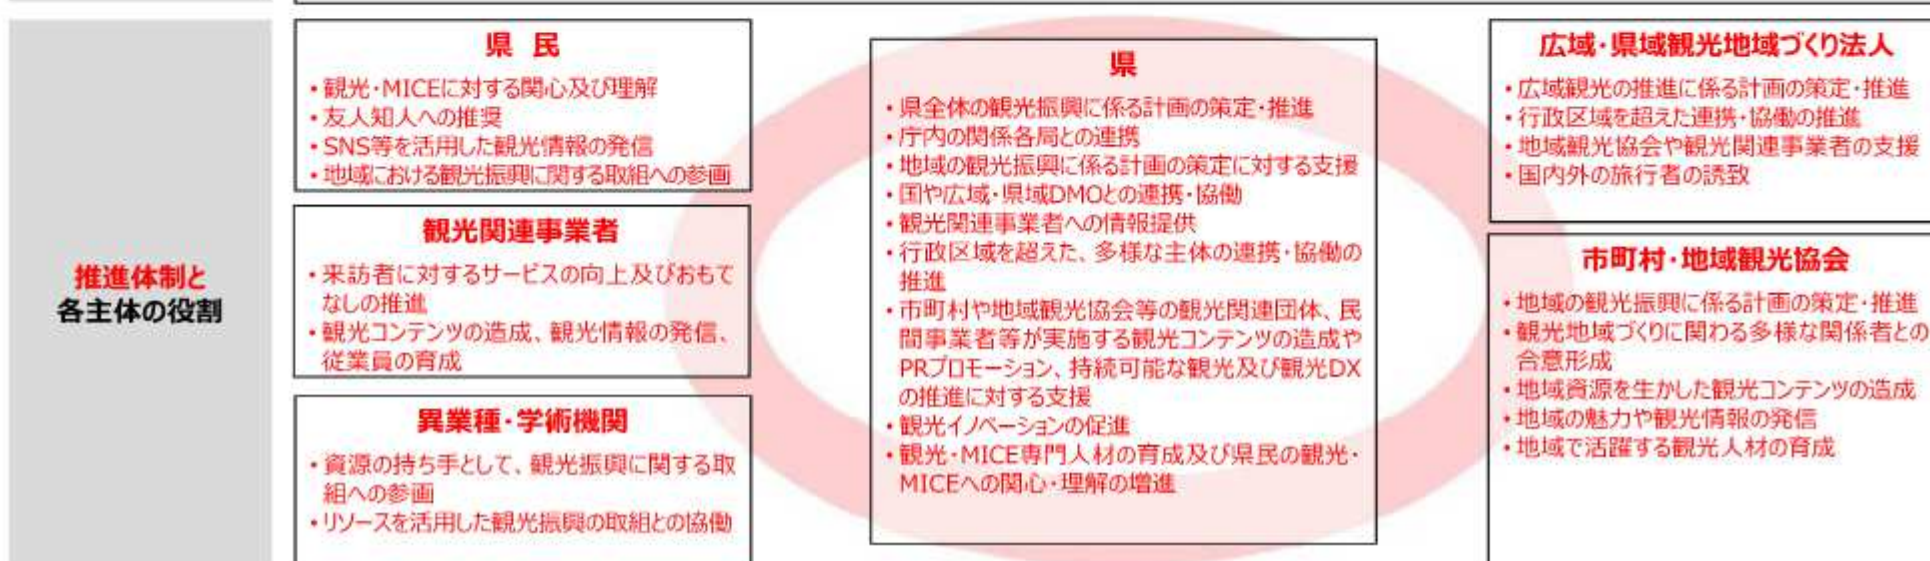 推進体制と
各主体の役割
県 民
・観光・MICEに対する関心及び理解
・友人知人への推奨
・SNS等を活用した観光情報の発信
・地域における観光振興に関する取組への参画
観光関連事業者
・来訪者に対するサービスの向上及びおもて
なしの推進
・観光コンテンツの造成、観光情報の発信、
従業員の育成
異業種・学術機関
・資源の持ち手として、観光振興に関する取
組への参画
・リソースを活用した観光振興の取組との協働
県
・県全体の観光振興に係る計画の策定・推進
・庁内の関係各局との連携
・地域の観光振興に係る計画の策定に対する支援
・国や広域・県域DMOとの連携・協働
・観光関連事業者への情報提供
・行政区域を超えた、多様な主体の連携・協働の
推進
・市町村や地域観光協会等の観光関連団体、民
間事業者等が実施する観光コンテンツの造成や
PRプロモーション、持続可能な観光及び観光DX
の推進に対する支援
・観光イノベーションの促進
・観光・MICE専門人材の育成及び県民の観光・
MICEへの関心・理解の増進
広域・県域観光地域づくり法人
・広域観光の推進に係る計画の策定・推進
・行政区域を超えた連携・協働の推進
・地域観光協会や観光関連事業者の支援
・国内外の旅行者の誘致
市町村・地域観光協会
・地域の観光振興に係る計画の策定・推進
・観光地域づくりに関わる多様な関係者との
合意形成
・地域資源を生かした観光コンテンツの造成
・地域の魅力や観光情報の発信
・地域で活躍する観光人材の育成